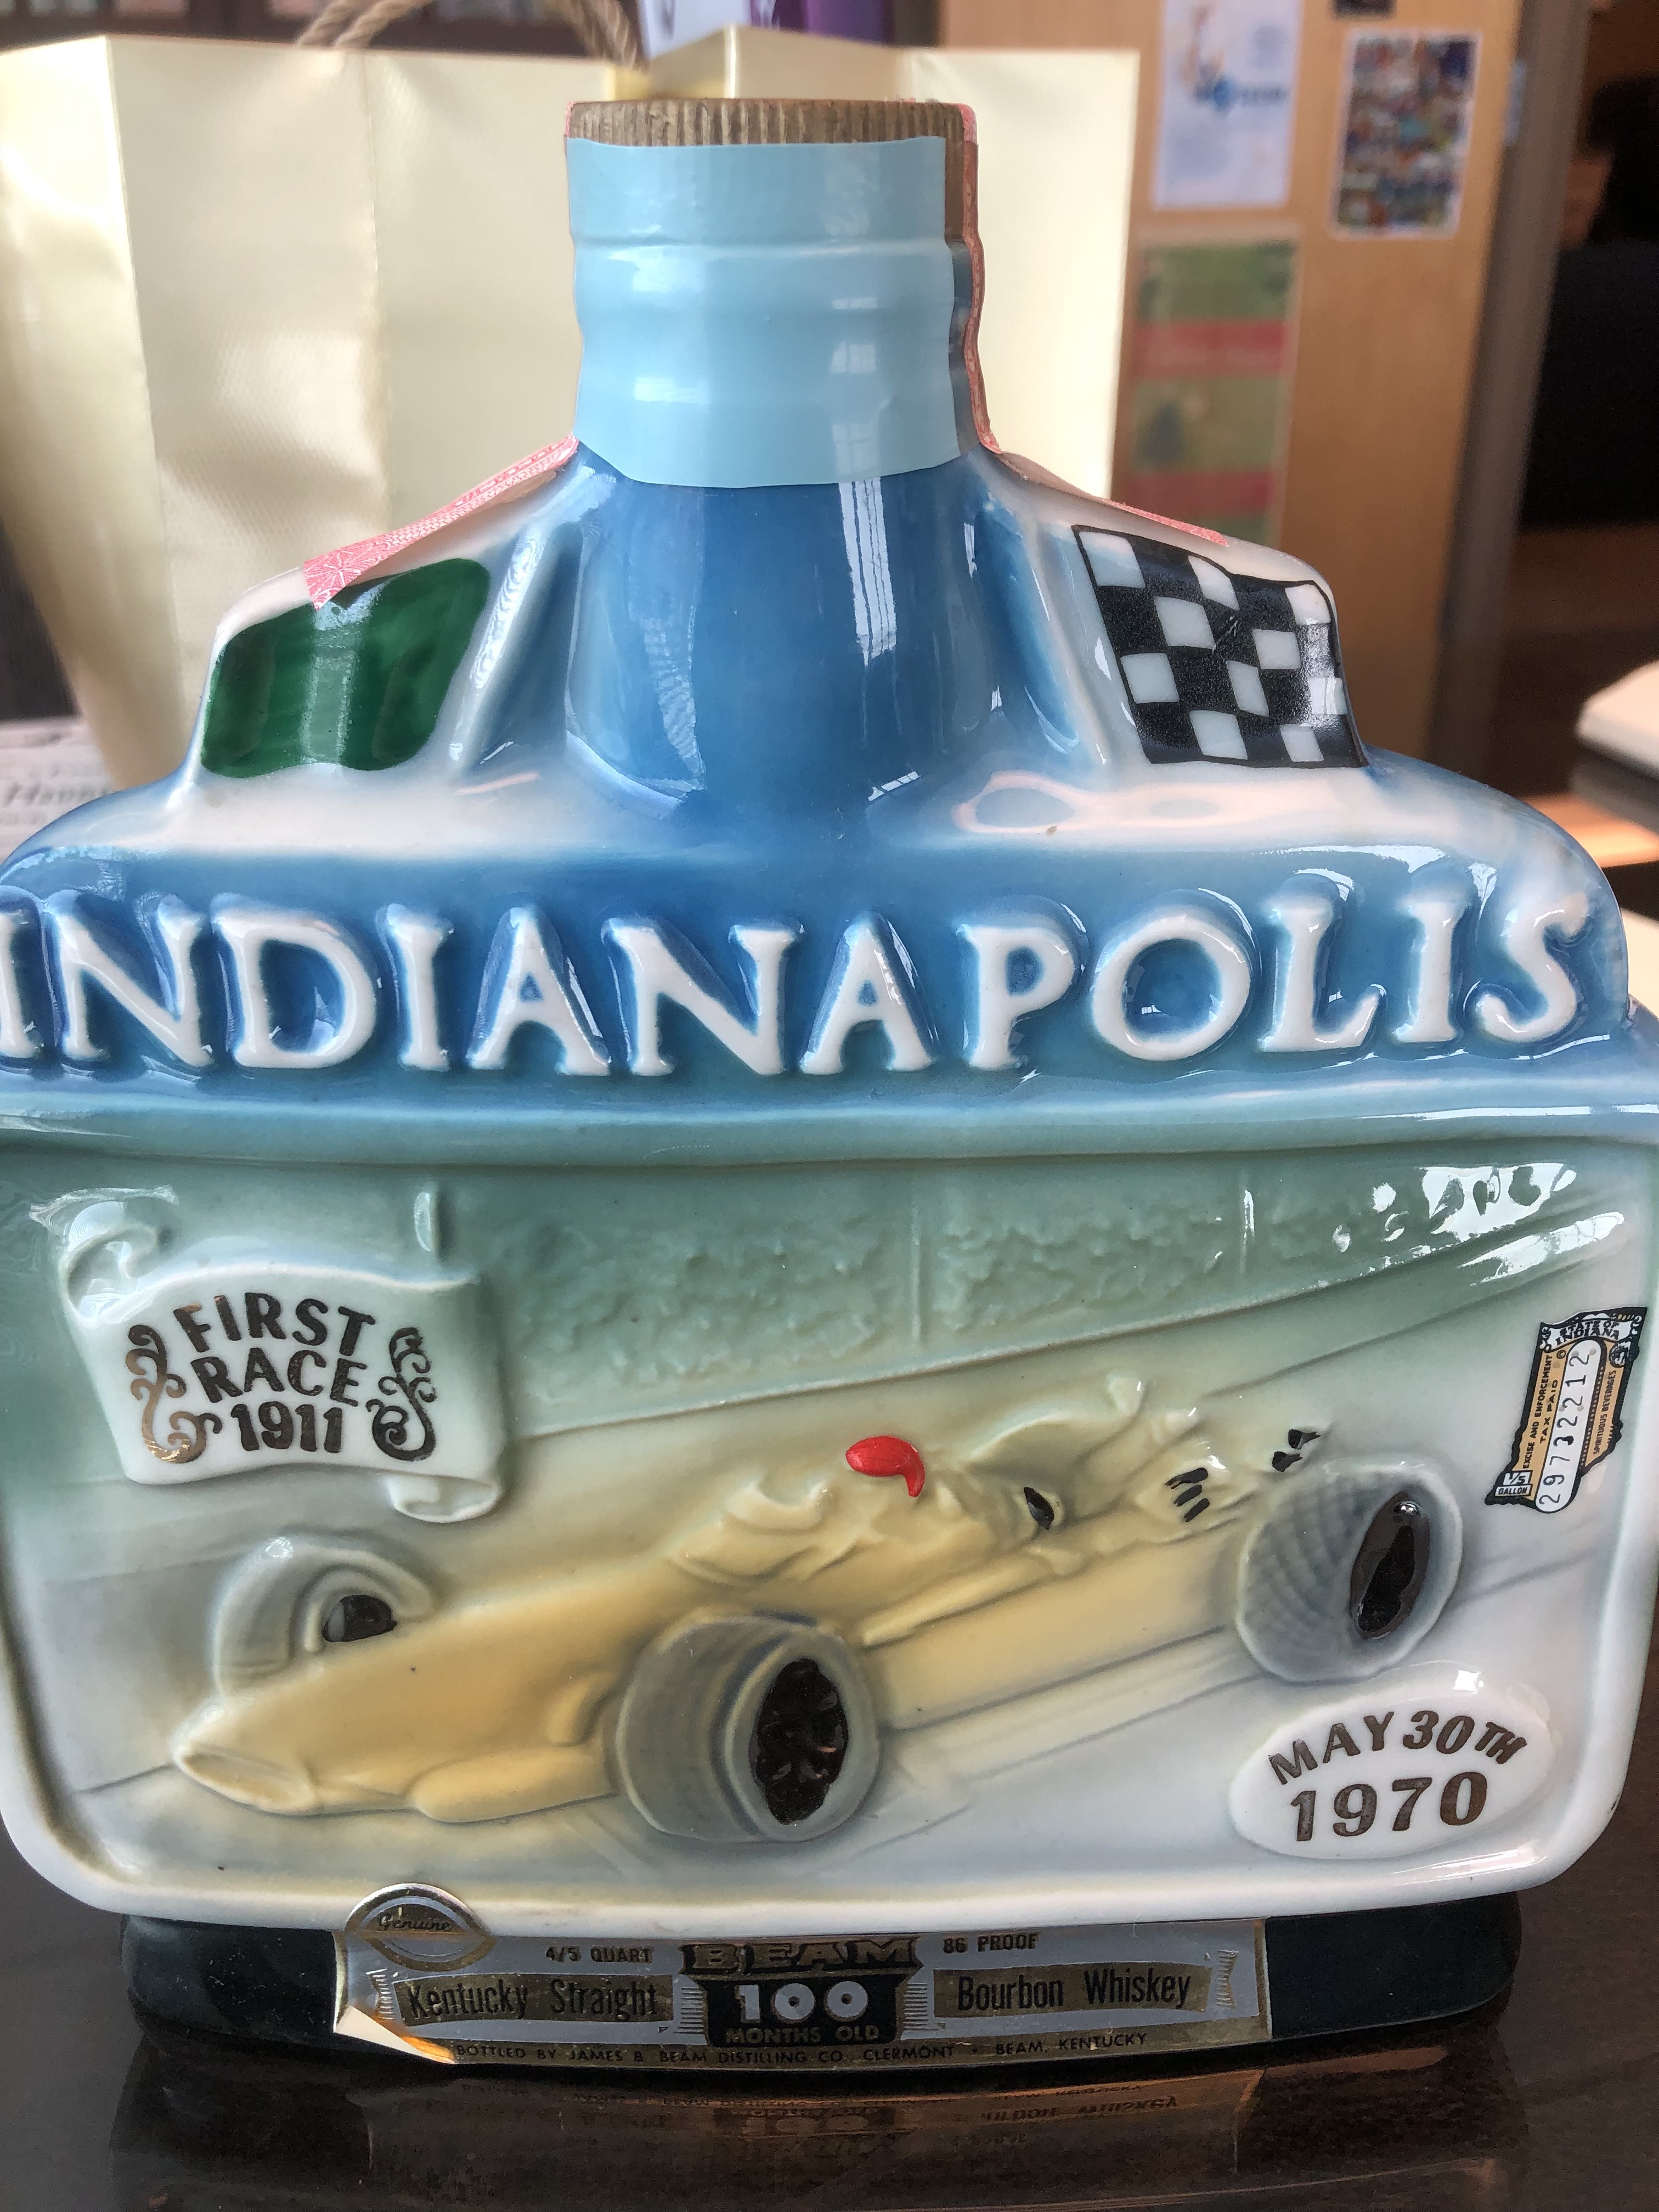 INDIANAPOLIS
FIRST
RACE
1911
STATE OF
INDIANA
EXCISE AND ENFORCEMENT
TAX PAID
29732212
SPIRITUOUS BEVERAGES
4/5
GALLON
MAY 30TH
1970
Genuine
4/5 QUART BEAM 86 PROOF
Kentucky Straight 100 Bourbon Whiskey
MONTHS OLD
BOTTLED BY JAMES B. BEAM DISTILLING CO. CLERMONT • BEAM, KENTUCKY